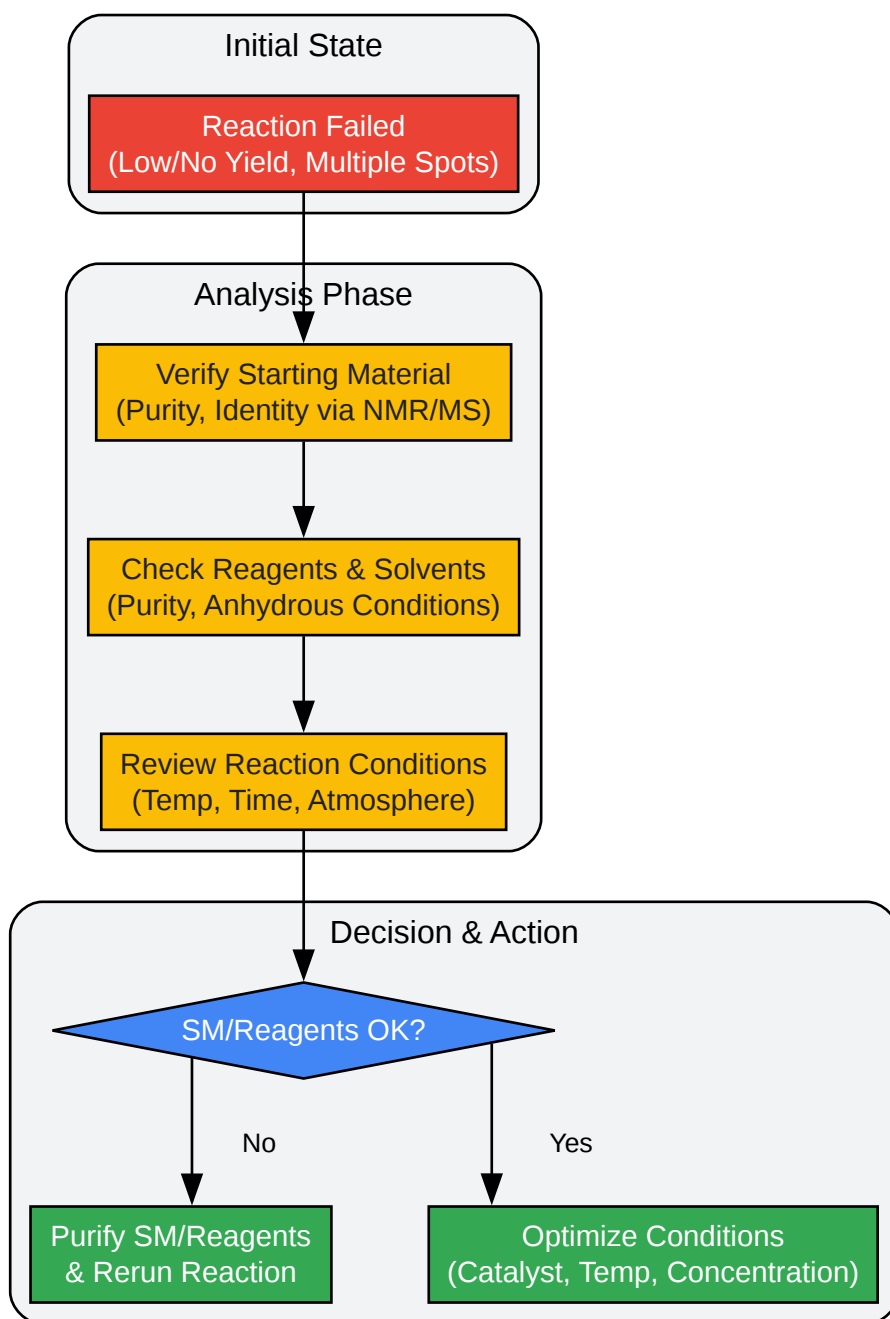 Initial State
Reaction Failed
(Low/No Yield, Multiple Spots)
Analysis Phase
Verify Starting Material
(Purity, Identity via NMR/MS)
Check Reagents & Solvents
(Purity, Anhydrous Conditions)
Review Reaction Conditions
(Temp, Time, Atmosphere)
Decision & Action
SM/Reagents OK?
No
Yes
Purify SM/Reagents
& Rerun Reaction
Optimize Conditions
(Catalyst, Temp, Concentration)